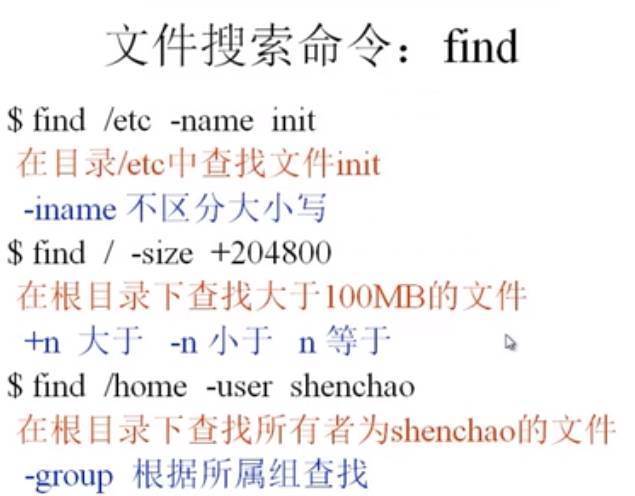 文件搜索命令：find
$ find /etc -name init
在目录/etc中查找文件init
-iname 不区分大小写
$ find / -size +204800
在根目录下查找大于100MB的文件
+n 大于 -n 小于 n 等于
$ find /home -user shenchao
在根目录下查找所有者为shenchao的文件
-group 根据所属组查找